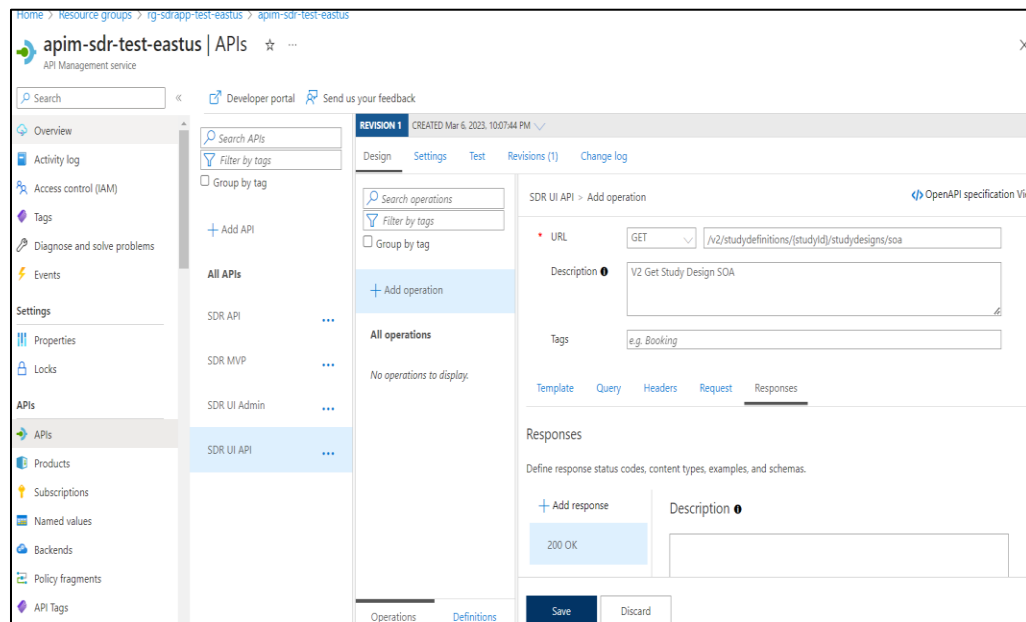 Home > Resource groups > rg-sdrapp-test-eastus > apim-sdr-test-eastus
apim-sdr-test-eastus | APIs
API Management service
Search
Developer portal
Send us your feedback
Overview
Activity log
Access control (IAM)
Tags
Diagnose and solve problems
Events
Settings
Properties
Locks
APIs
APIs
Products
Subscriptions
Named values
Backends
Policy fragments
API Tags
Search APIs
Filter by tags
Group by tag
Add API
All APIs
SDR API
SDR MVP
SDR UI Admin
SDR UI API
REVISION 1
CREATED Mar 6, 2023, 10:07:44 PM
Design
Settings
Test
Revisions (1)
Change log
Search operations
Filter by tags
Group by tag
Add operation
All operations
No operations to display.
Operations
Definitions
SDR UI API > Add operation
OpenAPI specification Vi
* URL
GET
/v2/studydefinitions/{studyId}/studydesigns/soa
Description
V2 Get Study Design SOA
Tags
e.g. Booking
Template
Query
Headers
Request
Responses
Responses
Define response status codes, content types, examples, and schemas.
Add response
200 OK
Description
Save
Discard